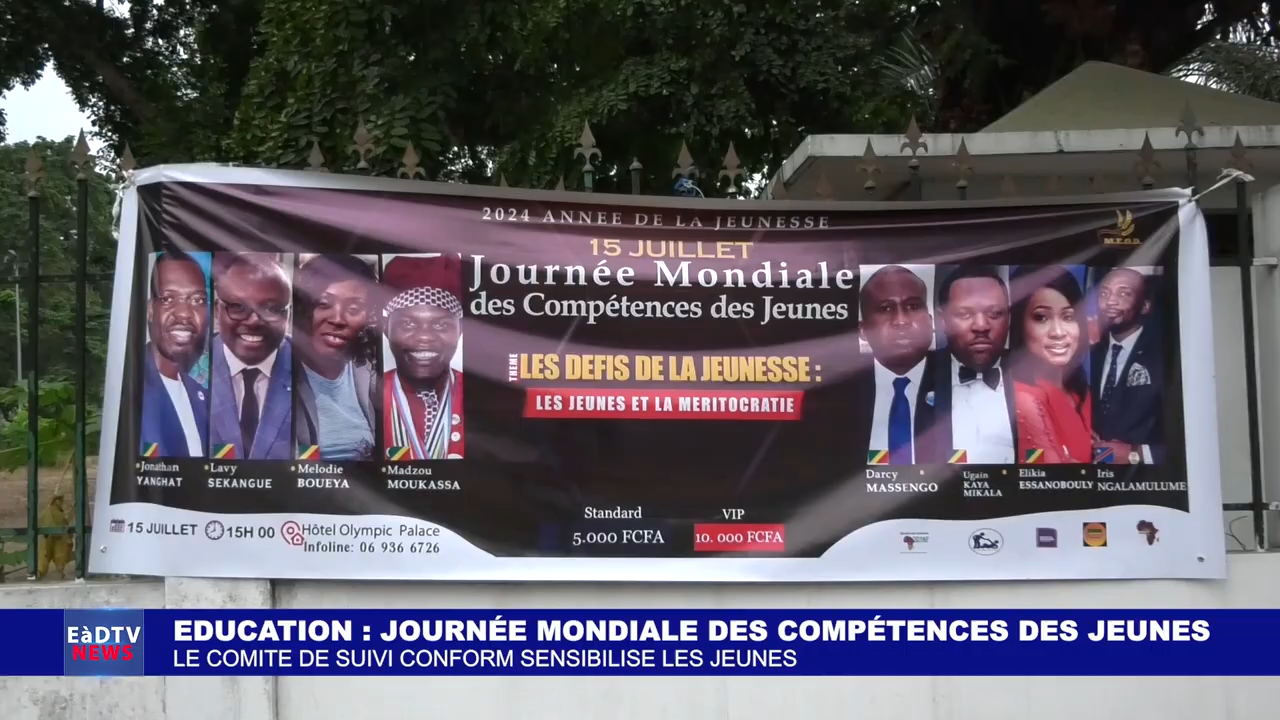 2024 ANNEE DE LA JEUNESSE
15 JUILLET
Journée Mondiale
des Compétences des Jeunes
THEME
LES DEFIS DE LA JEUNESSE :
LES JEUNES ET LA MERITOCRATIE
Jonathan
YANGHAT
Lavy
SEKANGUE
Melodie
BOUEYA
Madzou
MOUKASSA
Darcy
MASSENGO
Ugain
KAYA
MIKALA
Elikia
ESSANOBOULY
Iris
NGALAMULUME
15 JUILLET
15H 00
Hôtel Olympic Palace
Infoline: 06 936 6726
Standard
5.000 FCFA
VIP
10. 000 FCFA
EàDTV
NEWS
EDUCATION : JOURNÉE MONDIALE DES COMPÉTENCES DES JEUNES
LE COMITE DE SUIVI CONFORM SENSIBILISE LES JEUNES